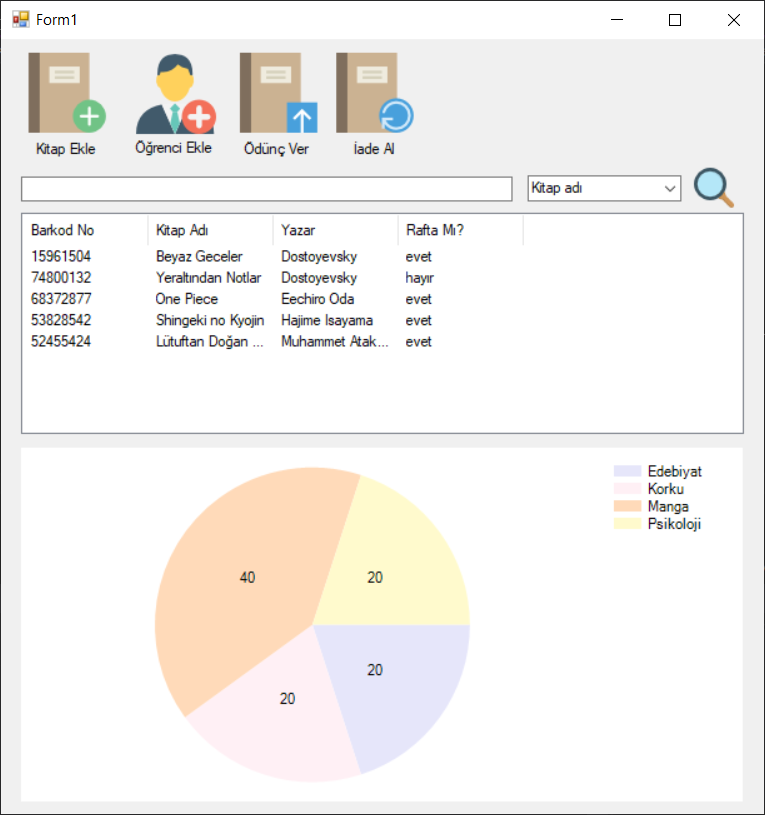 Form1
Kitap Ekle Öğrenci Ekle Ödünç Ver İade Al
Kitap adı
Barkod No Kitap Adı Yazar Rafta Mı?
15961504 Beyaz Geceler Dostoyevsky evet
74800132 Yeraltından Notlar Dostoyevsky hayır
68372877 One Piece Eechiro Oda evet
53828542 Shingeki no Kyojin Hajime Isayama evet
52455424 Lütuftan Doğan ... Muhammet Atak... evet
Edebiyat
Korku
Manga
Psikoloji
40 20
20
20